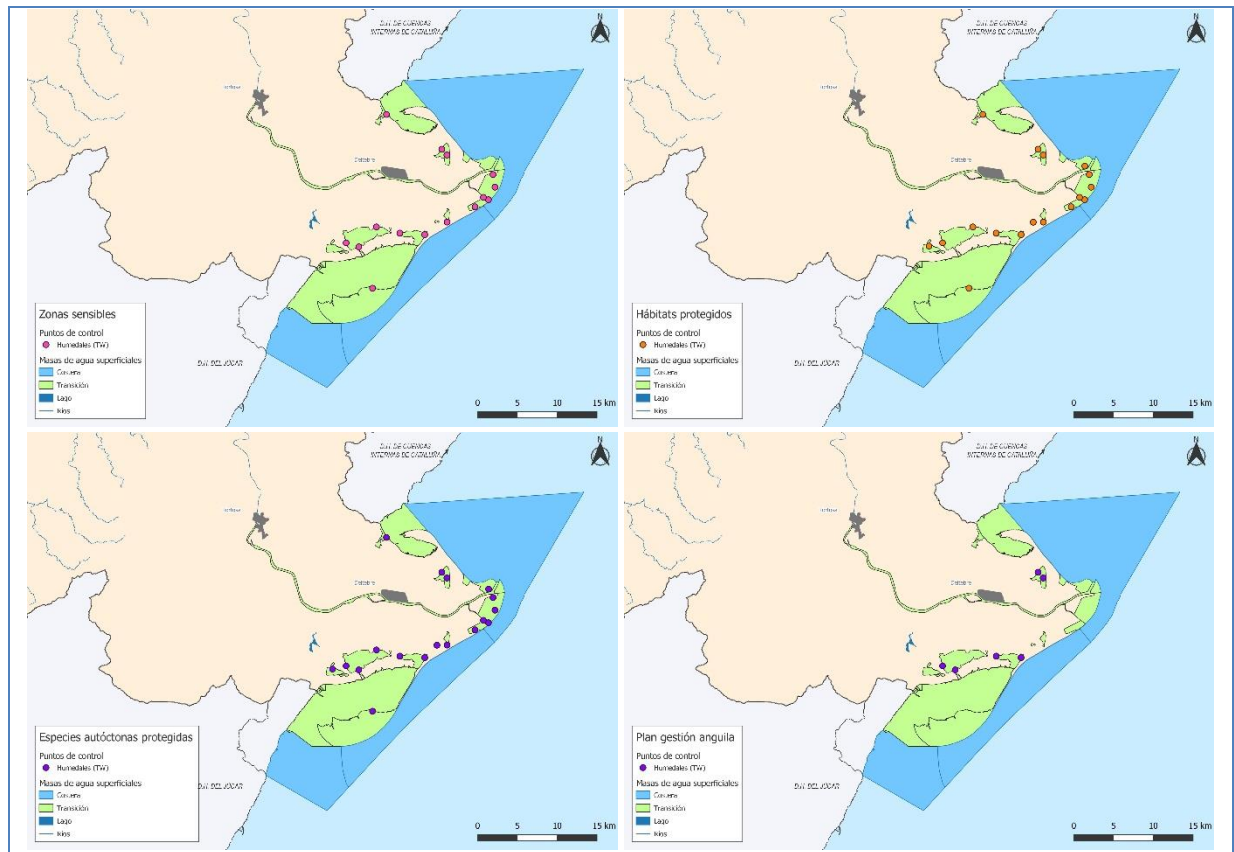 D.H. DE CUENCAS
INTERNAS DE CATALUÑA
N
Deltebre
D.H. DEL JÚCAR
Zonas sensibles
Puntos de control
Humedales (TW)
Masas de agua superficiales
Costera
Transición
Lago
Ríos
0 5 10 15 km
D.H. DE CUENCAS
INTERNAS DE CATALUÑA
N
Deltebre
D.H. DEL JÚCAR
Hábitats protegidos
Puntos de control
Humedales (TW)
Masas de agua superficiales
Costera
Transición
Lago
Ríos
0 5 10 15 km
D.H. DE CUENCAS
INTERNAS DE CATALUÑA
N
Deltebre
D.H. DEL JÚCAR
Especies autóctonas protegidas
Puntos de control
Humedales (TW)
Masas de agua superficiales
Costera
Transición
Lago
Ríos
0 5 10 15 km
D.H. DE CUENCAS
INTERNAS DE CATALUÑA
N
Deltebre
D.H. DEL JÚCAR
Plan gestión anguila
Puntos de control
Humedales (TW)
Masas de agua superficiales
Costera
Transición
Lago
Ríos
0 5 10 15 km